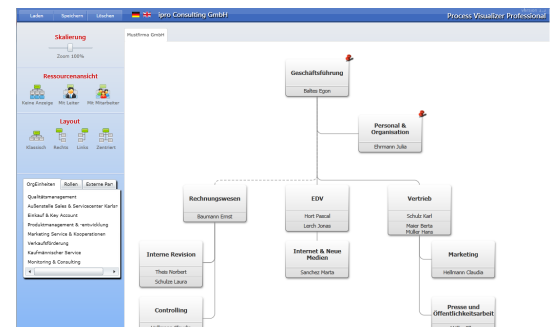 Laden Speichern Löschen
ipro Consulting GmbH
Process Visualizer Professional
Skalierung
Zoom 100%
Ressourcenansicht
Keine Anzeige Mit Leiter Mit Mitarbeiter
Layout
Klassisch Rechts Links Zentriert
OrgEinheiten Rollen Externe Part
Qualitätsmanagement
Außenstelle Sales & Servicecenter Karlsr
Einkauf & Key Account
Produktmanagement & -entwicklung
Marketing Service & Kooperationen
Verkaufsförderung
Kaufmännischer Service
Monitoring & Consulting
Musterfirma GmbH
Geschäftsführung
Baltes Egon
Personal &
Organisation
Ehrmann Julia
Rechnungswesen
Baumann Ernst
EDV
Hort Pascal
Lerch Jonas
Vertrieb
Schulz Karl
Maier Berta
Müller Hans
Interne Revision
Theis Norbert
Schulze Laura
Internet & Neue
Medien
Sanchez Marta
Marketing
Hellmann Claudia
Controlling
Presse und
Öffentlichkeitsarbeit